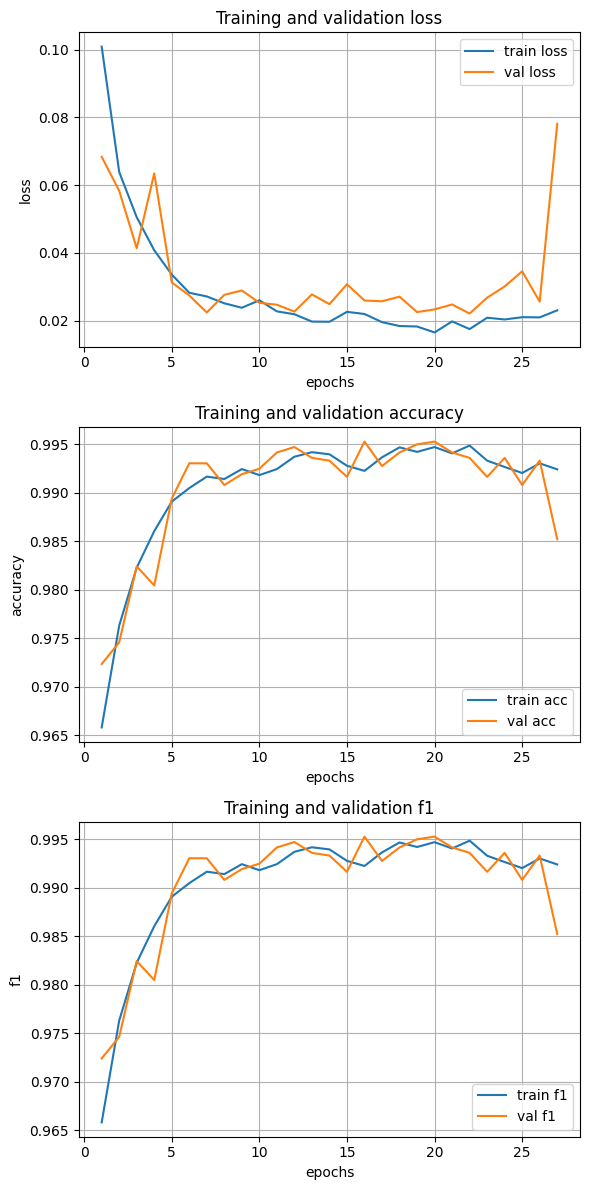 Training and validation loss
0.10
0.08
0.06
0.04
0.02
loss
train loss
val loss
0 5 10 15 20 25
epochs
Training and validation accuracy
0.995
0.990
0.985
0.980
0.975
0.970
0.965
accuracy
train acc
val acc
0 5 10 15 20 25
epochs
Training and validation f1
0.995
0.990
0.985
0.980
0.975
0.970
0.965
f1
train f1
val f1
0 5 10 15 20 25
epochs